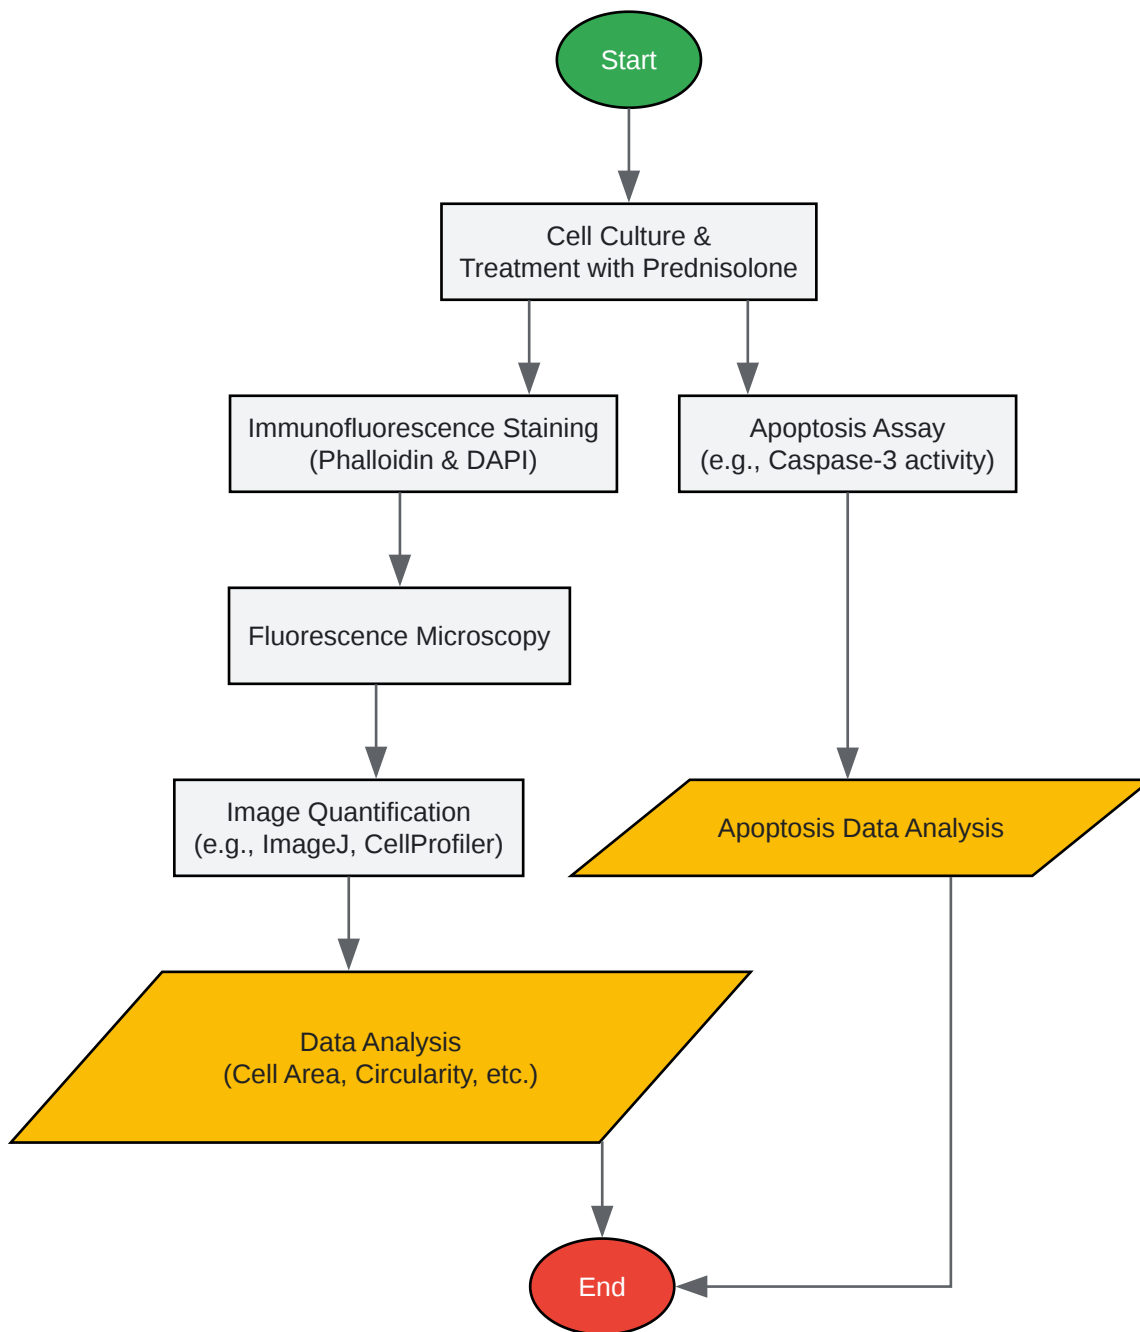 Start
Cell Culture &
Treatment with Prednisolone
Immunofluorescence Staining
(Phalloidin & DAPI)
Apoptosis Assay
(e.g., Caspase-3 activity)
Fluorescence Microscopy
Image Quantification
(e.g., ImageJ, CellProfiler)
Apoptosis Data Analysis
Data Analysis
(Cell Area, Circularity, etc.)
End